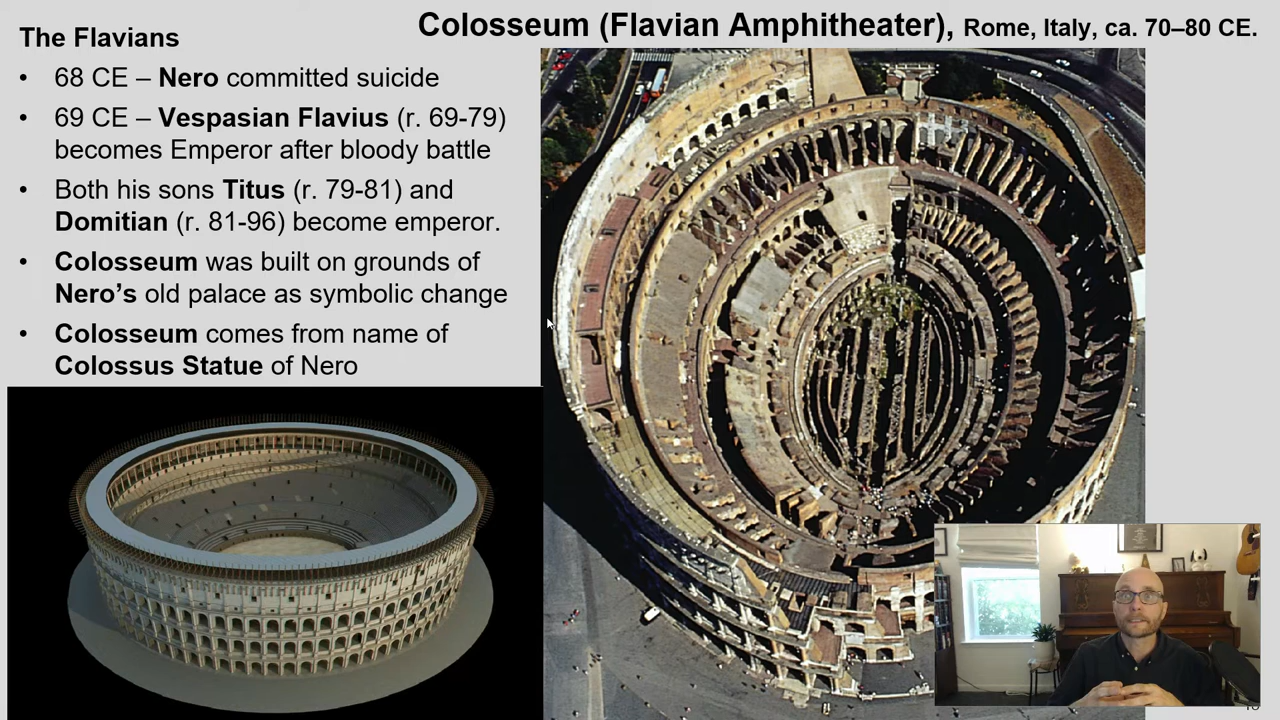 Colosseum (Flavian Amphitheater), Rome, Italy, ca. 70–80 CE.
The Flavians
• 68 CE – Nero committed suicide
• 69 CE – Vespasian Flavius (r. 69-79)
becomes Emperor after bloody battle
• Both his sons Titus (r. 79-81) and
Domitian (r. 81-96) become emperor.
• Colosseum was built on grounds of
Nero’s old palace as symbolic change
• Colosseum comes from name of
Colossus Statue of Nero